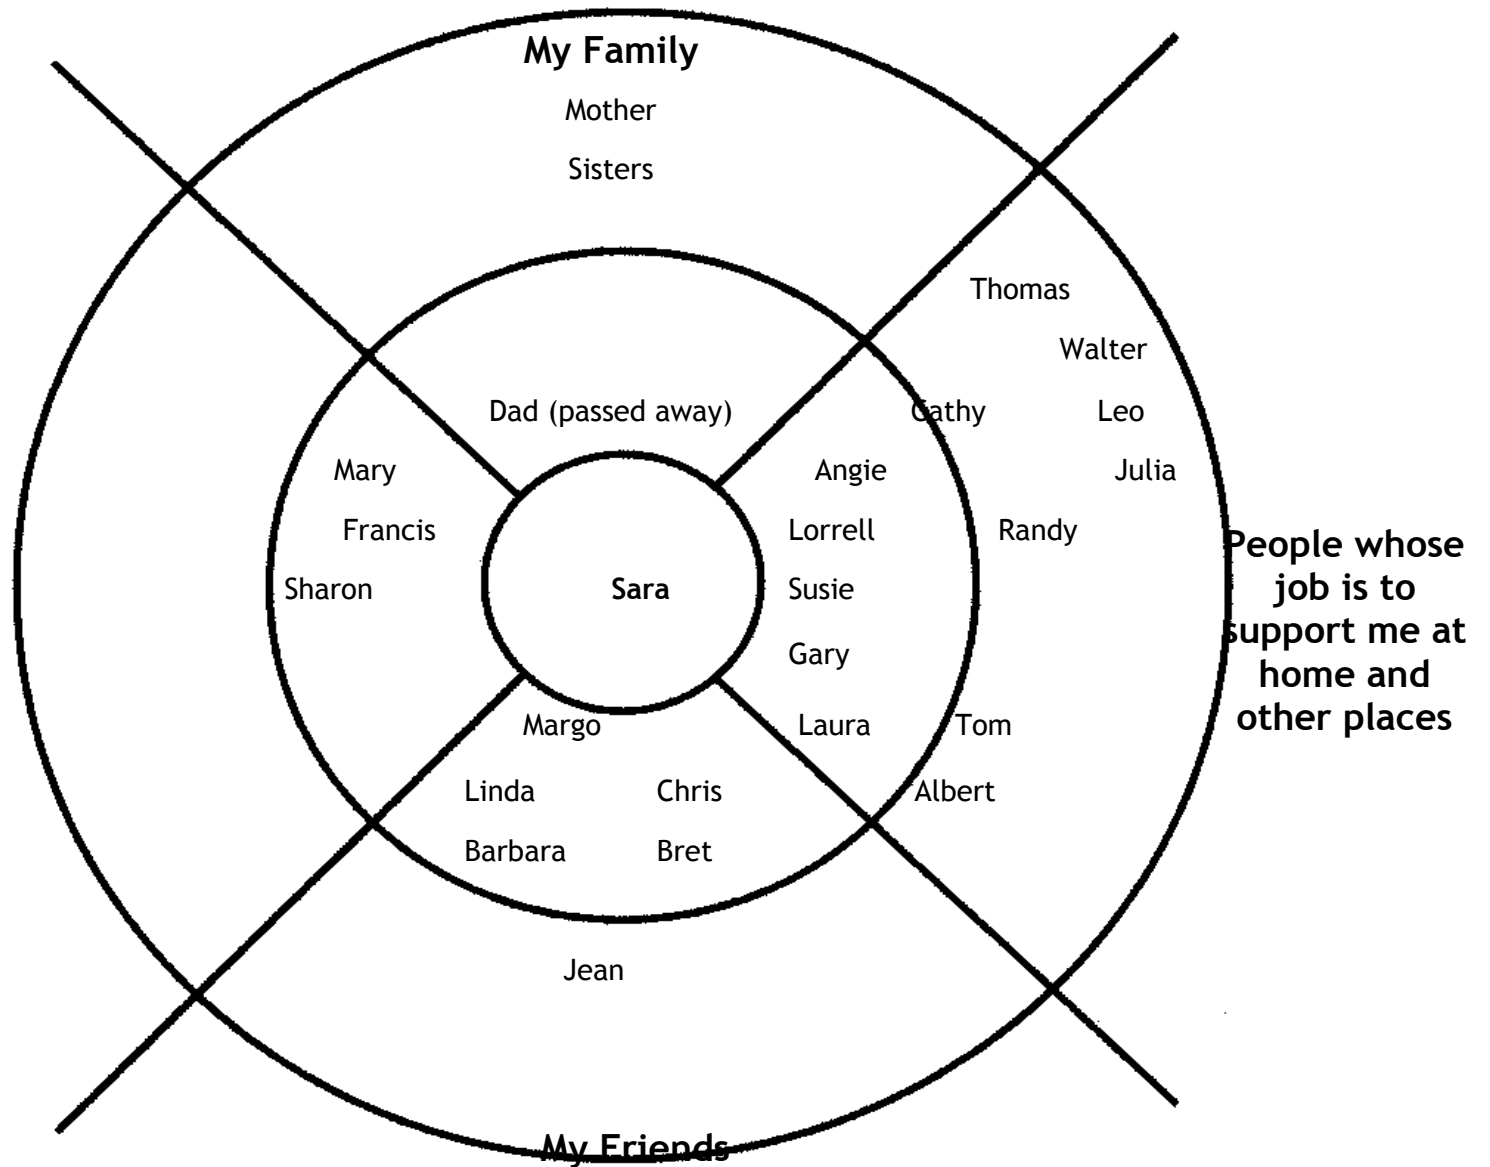 My Family
Mother
Sisters
Thomas
Walter
Dad (passed away)
Cathy
Leo
Mary
Angie
Julia
Francis
Lorrell
Randy
Sharon
Sara
Susie
People whose
job is to
support me at
home and
other places
Gary
Margo
Laura
Tom
Linda
Chris
Albert
Barbara
Bret
Jean
My Friends